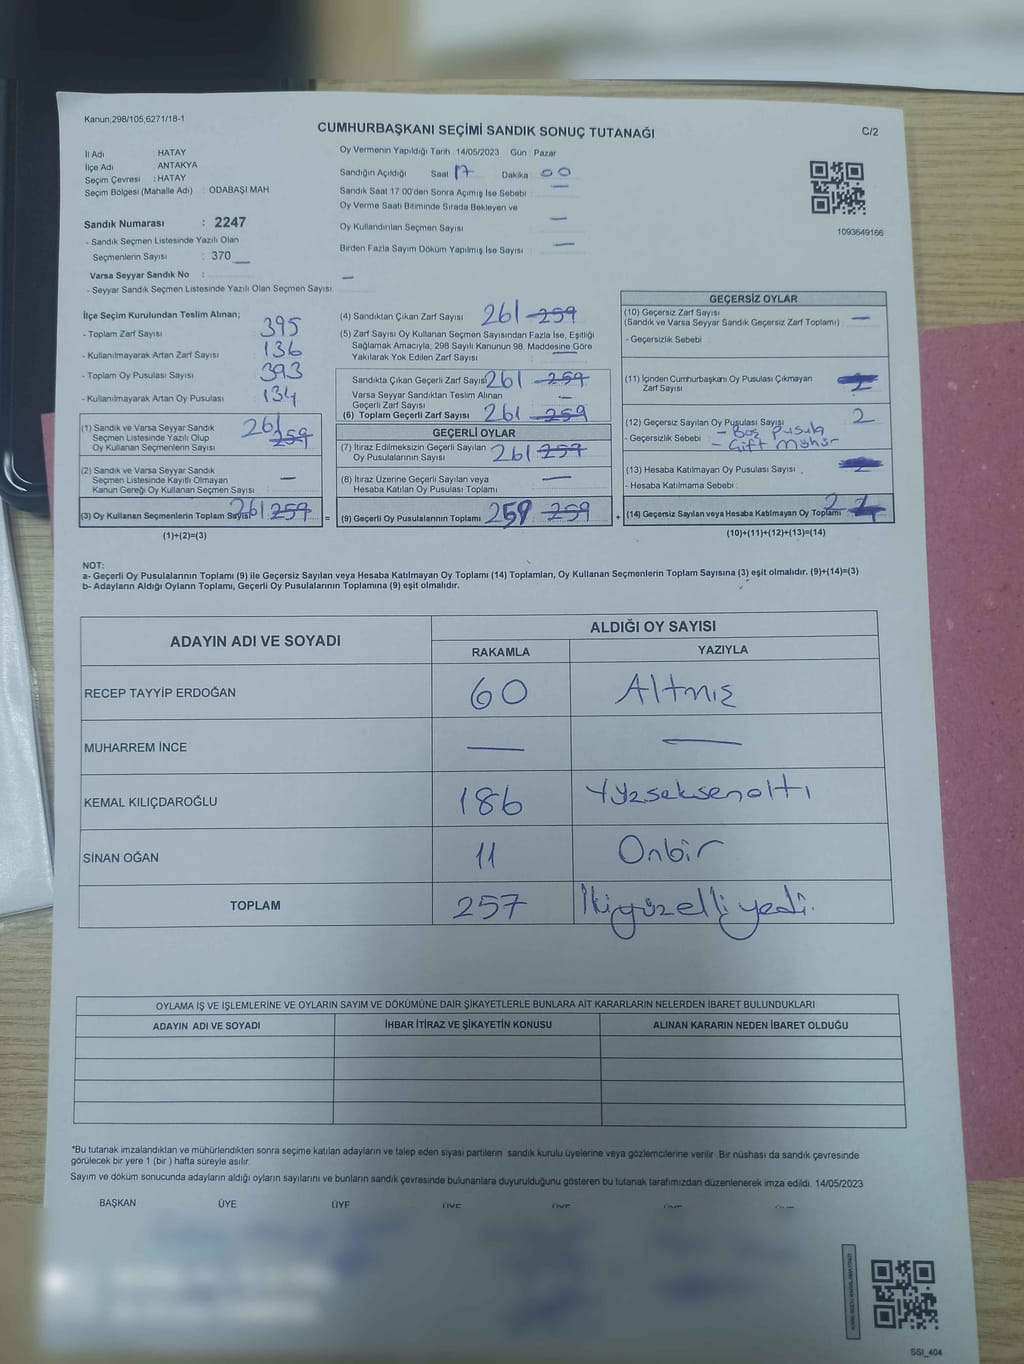 Kanun,298/105,6271/18-1
CUMHURBAŞKANI SEÇİMİ SANDIK SONUÇ TUTANAĞI
C/2
İl Adı HATAY
İlçe Adı ANTAKYA
Seçim Çevresi : HATAY
Seçim Bölgesi (Mahalle Adı) : ODABAŞI MAH
Sandık Numarası : 2247
- Sandık Seçmen Listesinde Yazılı Olan
Seçmenlerin Sayısı : 370
Varsa Seyyar Sandık No : —
- Seyyar Sandık Seçmen Listesinde Yazılı Olan Seçmen Sayısı:
Oy Vermenin Yapıldığı Tarih 14/05/2023 Gün Pazar
Sandığın Açıldığı Saat 17 Dakika 00
Sandık Saat 17 00'den Sonra Açımış İse Sebebi : —
Oy Verme Saati Bitiminde Sırada Bekleyen ve
Oy Kullandırılan Seçmen Sayısı : —
Birden Fazla Sayım Döküm Yapılmış İse Sayısı : —
1093649166
İlçe Seçim Kurulundan Teslim Alınan;
- Toplam Zarf Sayısı 395
- Kullanılmayarak Artan Zarf Sayısı 136
- Toplam Oy Pusulası Sayısı 393
- Kullanılmayarak Artan Oy Pusulası 134
(1) Sandık ve Varsa Seyyar Sandık
Seçmen Listesinde Yazılı Olup
Oy Kullanan Seçmenlerin Sayısı 261 259
(2) Sandık ve Varsa Seyyar Sandık
Seçmen Listesinde Kayıtlı Olmayan
Kanun Gereği Oy Kullanan Seçmen Sayısı —
(3) Oy Kullanan Seçmenlerin Toplam Sayısı 261 259
(1)+(2)=(3)
=
(4) Sandıktan Çıkan Zarf Sayısı : 261 259
(5) Zarf Sayısı Oy Kullanan Seçmen Sayısından Fazla İse, Eşitliği
Sağlamak Amacıyla; 298 Sayılı Kanunun 98. Maddesine Göre
Yakılarak Yok Edilen Zarf Sayısı —
Sandıkta Çıkan Geçerli Zarf Sayısı 261 259
Varsa Seyyar Sandıktan Teslim Alınan
Geçerli Zarf Sayısı : —
(6) Toplam Geçerli Zarf Sayısı 261 259
GEÇERLİ OYLAR
(7) İtiraz Edilmeksizin Geçerli Sayılan
Oy Pusulalarının Sayısı 261 259
(8) İtiraz Üzerine Geçerli Sayılan veya
Hesaba Katılan Oy Pusulası Toplamı —
(9) Geçerli Oy Pusulalarının Toplamı 259 259
+
GEÇERSİZ OYLAR
(10) Geçersiz Zarf Sayısı
(Sandık ve Varsa Seyyar Sandık Geçersiz Zarf Toplamı) : —
- Geçersizlik Sebebi :
(11) İçinden Cumhurbaşkanı Oy Pusulası Çıkmayan
Zarf Sayısı 2
(12) Geçersiz Sayılan Oy Pusulası Sayısı 2
- Geçersizlik Sebebi : - Boş Pusula
- Çift Mühür
(13) Hesaba Katılmayan Oy Pusulası Sayısı : 2
- Hesaba Katılmama Sebebi :
(14) Geçersiz Sayılan veya Hesaba Katılmayan Oy Toplamı 2 4
(10)+(11)+(12)+(13)=(14)
NOT:
a- Geçerli Oy Pusulalarının Toplamı (9) ile Geçersiz Sayılan veya Hesaba Katılmayan Oy Toplamı (14) Toplamları, Oy Kullanan Seçmenlerin Toplam Sayısına (3) eşit olmalıdır. (9)+(14)=(3)
b- Adayların Aldığı Oyların Toplamı, Geçerli Oy Pusulalarının Toplamına (9) eşit olmalıdır.
ADAYIN ADI VE SOYADI
ALDIĞI OY SAYISI
RAKAMLA YAZIYLA
RECEP TAYYİP ERDOĞAN 60 Altmış
MUHARREM İNCE — —
KEMAL KILIÇDAROĞLU 186 Yüzseksenaltı
SİNAN OĞAN 11 Onbir
TOPLAM 257 İkiyüzelliyedi.
OYLAMA İŞ VE İŞLEMLERİNE VE OYLARIN SAYIM VE DÖKÜMÜNE DAİR ŞİKAYETLERLE BUNLARA AİT KARARLARIN NELERDEN İBARET BULUNDUKLARI
ADAYIN ADI VE SOYADI İHBAR İTİRAZ VE ŞİKAYETİN KONUSU ALINAN KARARIN NEDEN İBARET OLDUĞU
*Bu tutanak imzalandıktan ve mühürlendikten sonra seçime katılan adayların ve talep eden siyasi partilerin sandık kurulu üyelerine veya gözlemcilerine verilir. Bir nüshası da sandık çevresinde
görülecek bir yere 1 (bir ) hafta süreyle asılır.
Sayım ve döküm sonucunda adayların aldığı oyların sayılarını ve bunların sandık çevresinde bulunanlara duyurulduğunu gösteren bu tutanak tarafımızdan düzenlenerek imza edildi. 14/05/2023
BAŞKAN ÜYE ÜYE ÜYE ÜYE ÜYE ÜYE
SSI_404